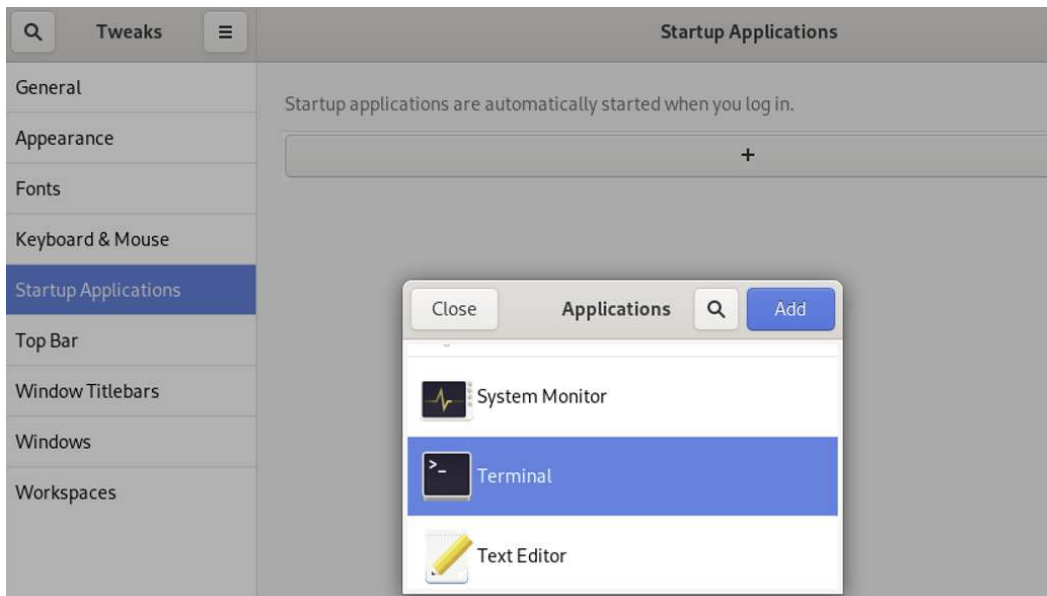 Tweaks
Startup Applications
General
Startup applications are automatically started when you log in.
Appearance
+
Fonts
Keyboard & Mouse
Startup Applications
Top Bar
Window Titlebars
Windows
Workspaces
Close
Applications
Add
System Monitor
>_
Terminal
Text Editor